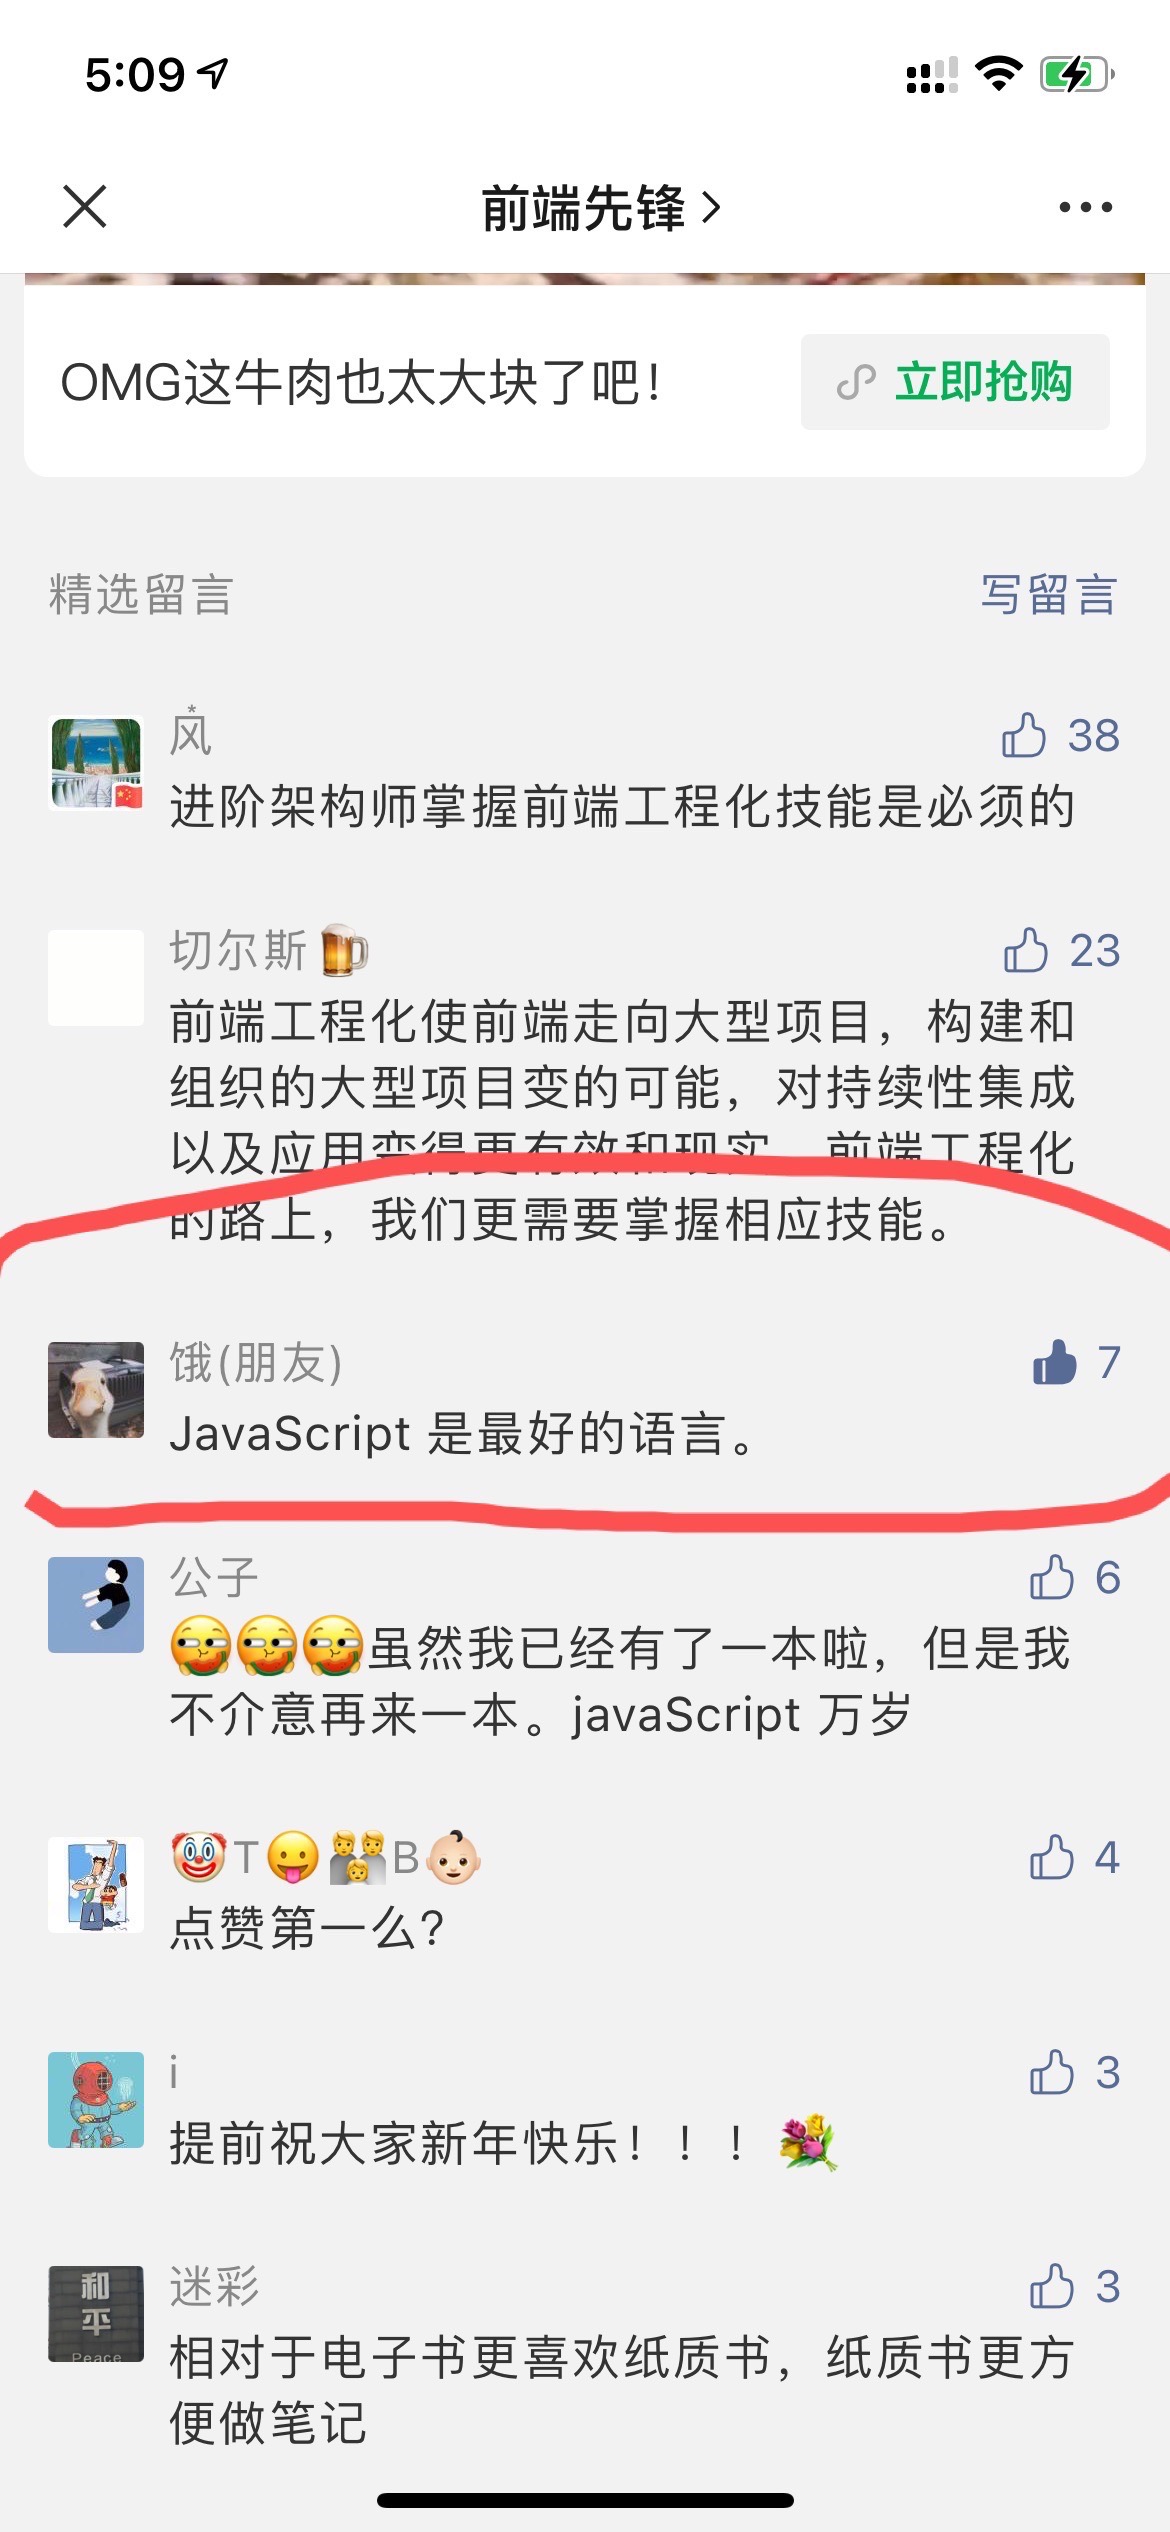 5:09
前端先锋
OMG这牛肉也太大块了吧！
立即抢购
精选留言
写留言
风
38
进阶架构师掌握前端工程化技能是必须的
切尔斯🍺
23
前端工程化使前端走向大型项目，构建和
组织的大型项目变的可能，对持续性集成
以及应用变得更有效和现实，前端工程化
的路上，我们更需要掌握相应技能。
饿(朋友)
7
JavaScript 是最好的语言。
公子
6
虽然我已经有了一本啦，但是我
不介意再来一本。javaScript 万岁
🤡T😛👨‍👩‍👦B👶🏻
4
点赞第一么？
i
3
提前祝大家新年快乐！！！💐
和
平
Peace
迷彩
3
相对于电子书更喜欢纸质书，纸质书更方
便做笔记